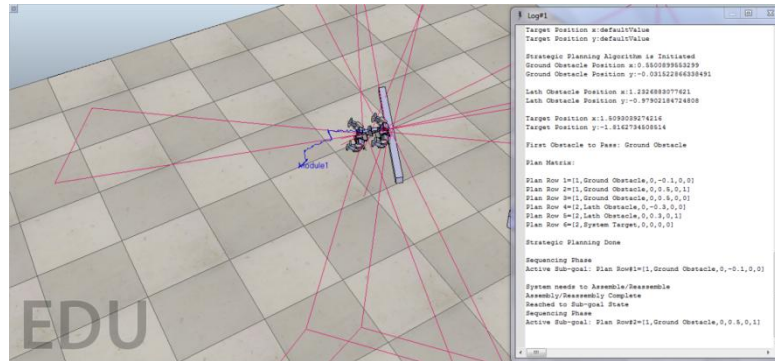 Log#1
Target Position x:defaultValue
Target Position y:defaultValue
Strategic Planning Algorithm is Initiated
Ground Obstacle Position x:0.5500899553299
Ground Obstacle Position y:-0.031522866338491
Lath Obstacle Position x:1.2326883077621
Lath Obstacle Position y:-0.97902184724808
Target Position x:1.5093039274216
Target Position y:-1.8162734508514
First Obstacle to Pass: Ground Obstacle
Plan Matrix:
Plan Row 1=[1,Ground Obstacle,0,-0.1,0,0]
Plan Row 2=[1,Ground Obstacle,0,0.5,0,1]
Plan Row 3=[1,Ground Obstacle,0,0.5,0,0]
Plan Row 4=[2,Lath Obstacle,0,-0.3,0,0]
Plan Row 5=[2,Lath Obstacle,0,0.3,0,1]
Plan Row 6=[2,System Target,0,0,0,0]
Strategic Planning Done
Sequencing Phase
Active Sub-goal: Plan Row#1=[1,Ground Obstacle,0,-0.1,0,0]
System needs to Assemble/Reassemble
Assembly/Reassembly Complete
Reached to Sub-goal State
Sequencing Phase
Active Sub-goal: Plan Row#2=[1,Ground Obstacle,0,0.5,0,1]
Module1
EDU